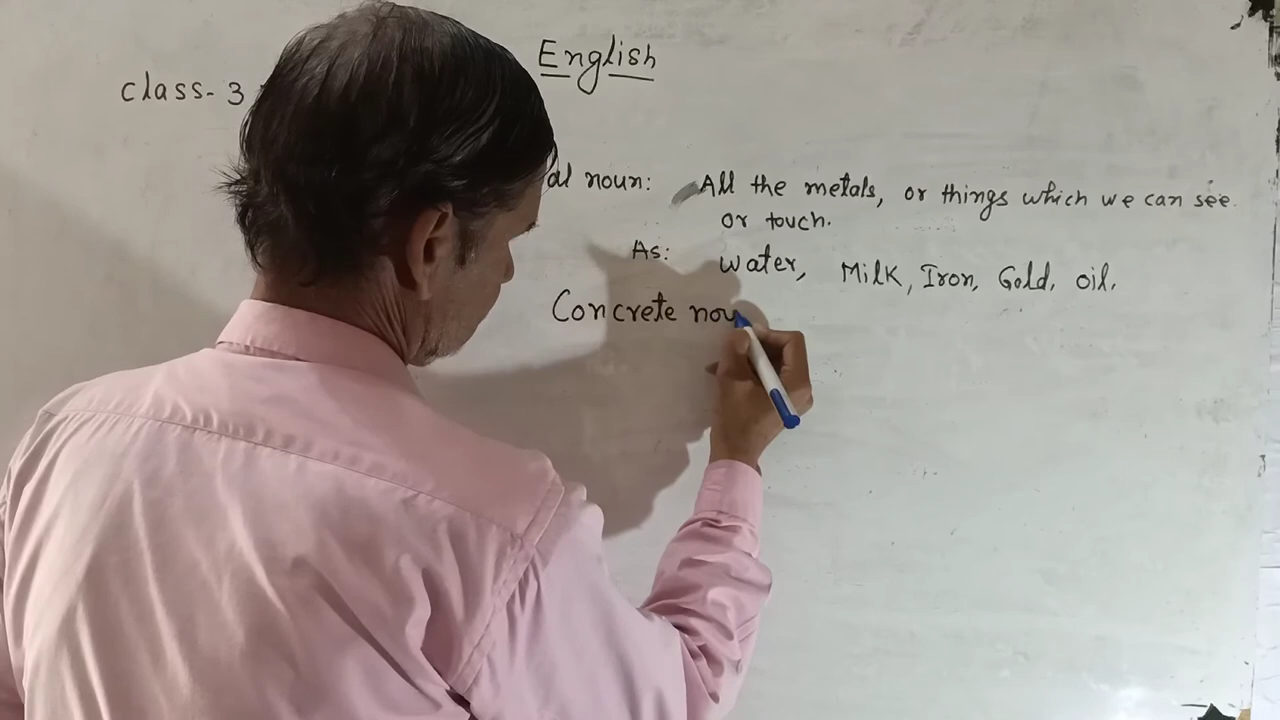 English
class-3
al noun: All the metals, or things which we can see.
or touch.
As: water, Milk, Iron, Gold, oil.
Concrete nou